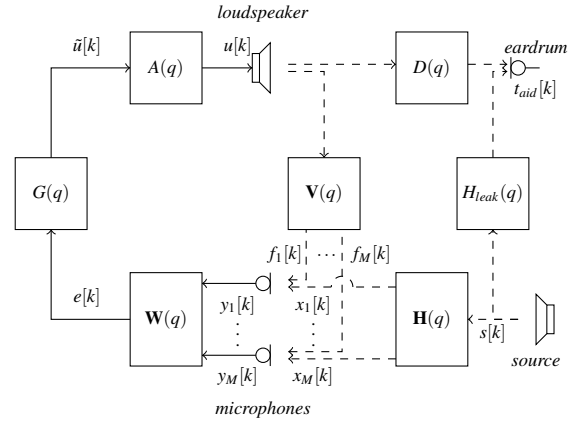 loudspeaker
ũ[k]
A(q)
u[k]
D(q)
eardrum
t_aid[k]
G(q)
V(q)
H_leak(q)
f_1[k]
···
f_M[k]
e[k]
W(q)
y_1[k]
x_1[k]
H(q)
s[k]
⋮
⋮
y_M[k]
x_M[k]
source
microphones